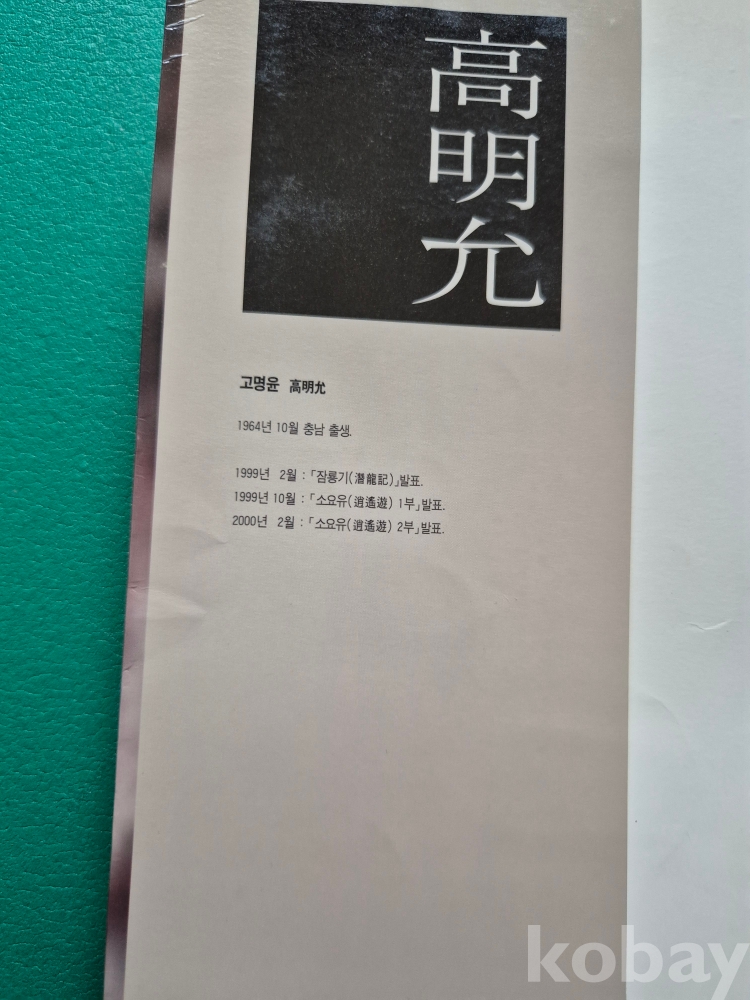 高明允
고명윤 高明允
1964년 10월 충남 출생.
1999년 2월 : 「잠룡기(潛龍記)」발표.
1999년 10월 : 「소요유(逍遙遊) 1부」발표.
2000년 2월 : 「소요유(逍遙遊) 2부」발표.
kobay